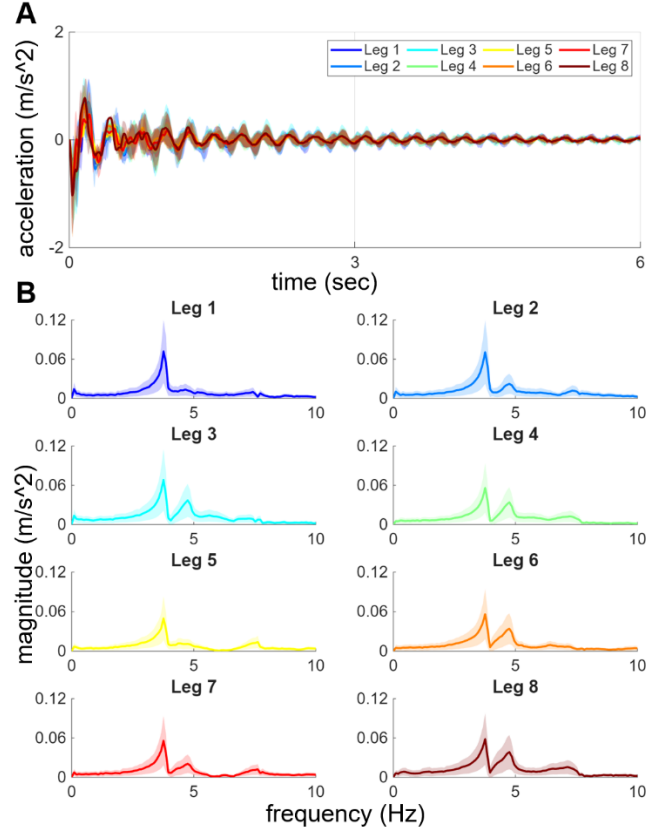 A
acceleration (m/s^2)
2
0
-2
Leg 1 Leg 3 Leg 5 Leg 7
Leg 2 Leg 4 Leg 6 Leg 8
0 3 6
time (sec)
B
magnitude (m/s^2)
Leg 1 Leg 2
0.12 0.12
0.06 0.06
0 0
0 5 10 0 5 10
Leg 3 Leg 4
0.12 0.12
0.06 0.06
0 0
0 5 10 0 5 10
Leg 5 Leg 6
0.12 0.12
0.06 0.06
0 0
0 5 10 0 5 10
Leg 7 Leg 8
0.12 0.12
0.06 0.06
0 0
0 5 10 0 5 10
frequency (Hz)